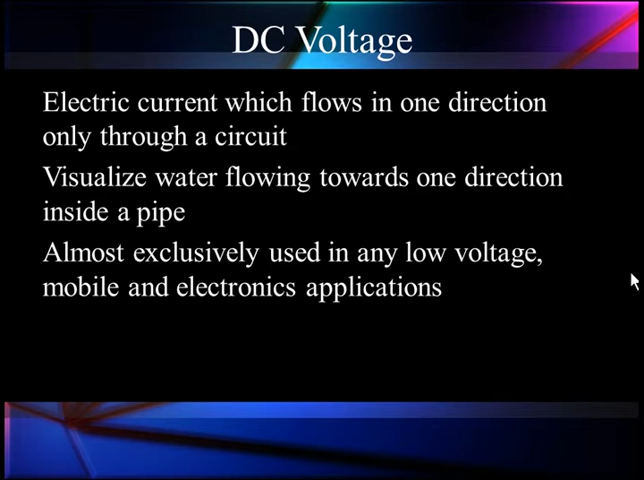 DC Voltage
Electric current which flows in one direction
only through a circuit
Visualize water flowing towards one direction
inside a pipe
Almost exclusively used in any low voltage,
mobile and electronics applications